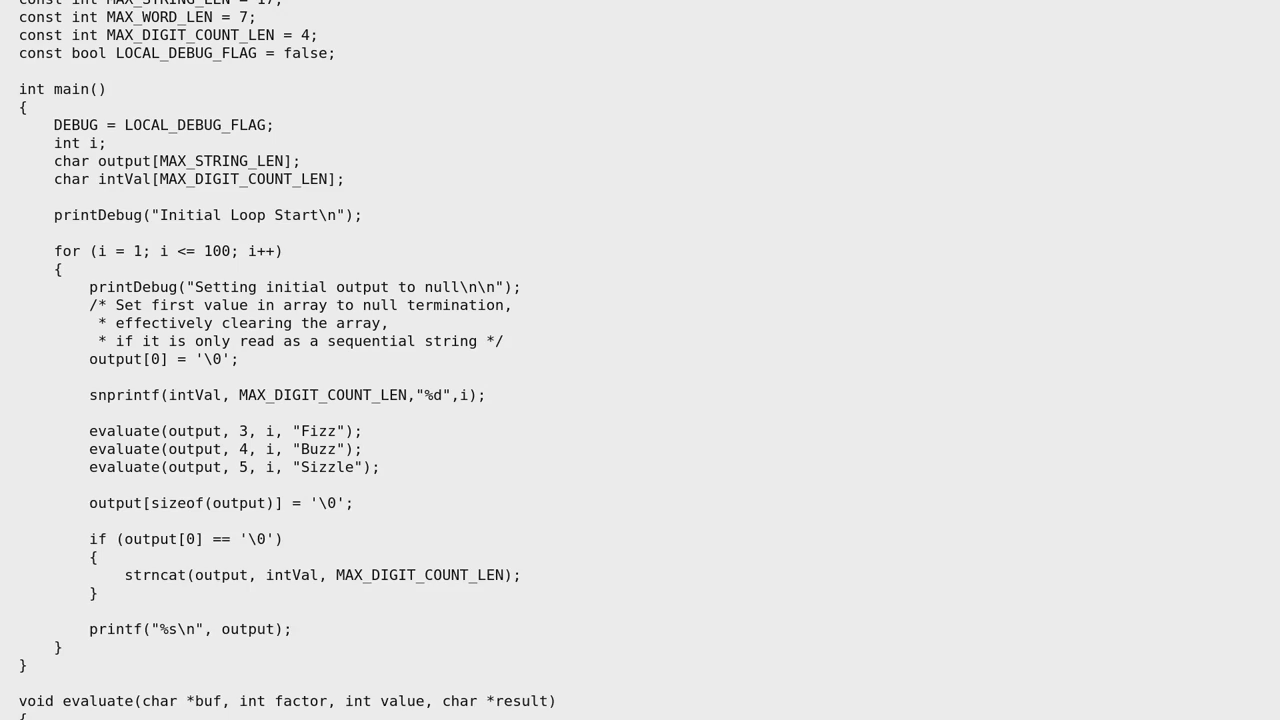 const int MAX_STRING_LEN = 17;
const int MAX_WORD_LEN = 7;
const int MAX_DIGIT_COUNT_LEN = 4;
const bool LOCAL_DEBUG_FLAG = false;

int main()
{
    DEBUG = LOCAL_DEBUG_FLAG;
    int i;
    char output[MAX_STRING_LEN];
    char intVal[MAX_DIGIT_COUNT_LEN];

    printDebug("Initial Loop Start\n");

    for (i = 1; i <= 100; i++)
    {
        printDebug("Setting initial output to null\n\n");
        /* Set first value in array to null termination,
         * effectively clearing the array,
         * if it is only read as a sequential string */
        output[0] = '\0';

        snprintf(intVal, MAX_DIGIT_COUNT_LEN,"%d",i);

        evaluate(output, 3, i, "Fizz");
        evaluate(output, 4, i, "Buzz");
        evaluate(output, 5, i, "Sizzle");

        output[sizeof(output)] = '\0';

        if (output[0] == '\0')
        {
            strncat(output, intVal, MAX_DIGIT_COUNT_LEN);
        }

        printf("%s\n", output);
    }
}

void evaluate(char *buf, int factor, int value, char *result)
{